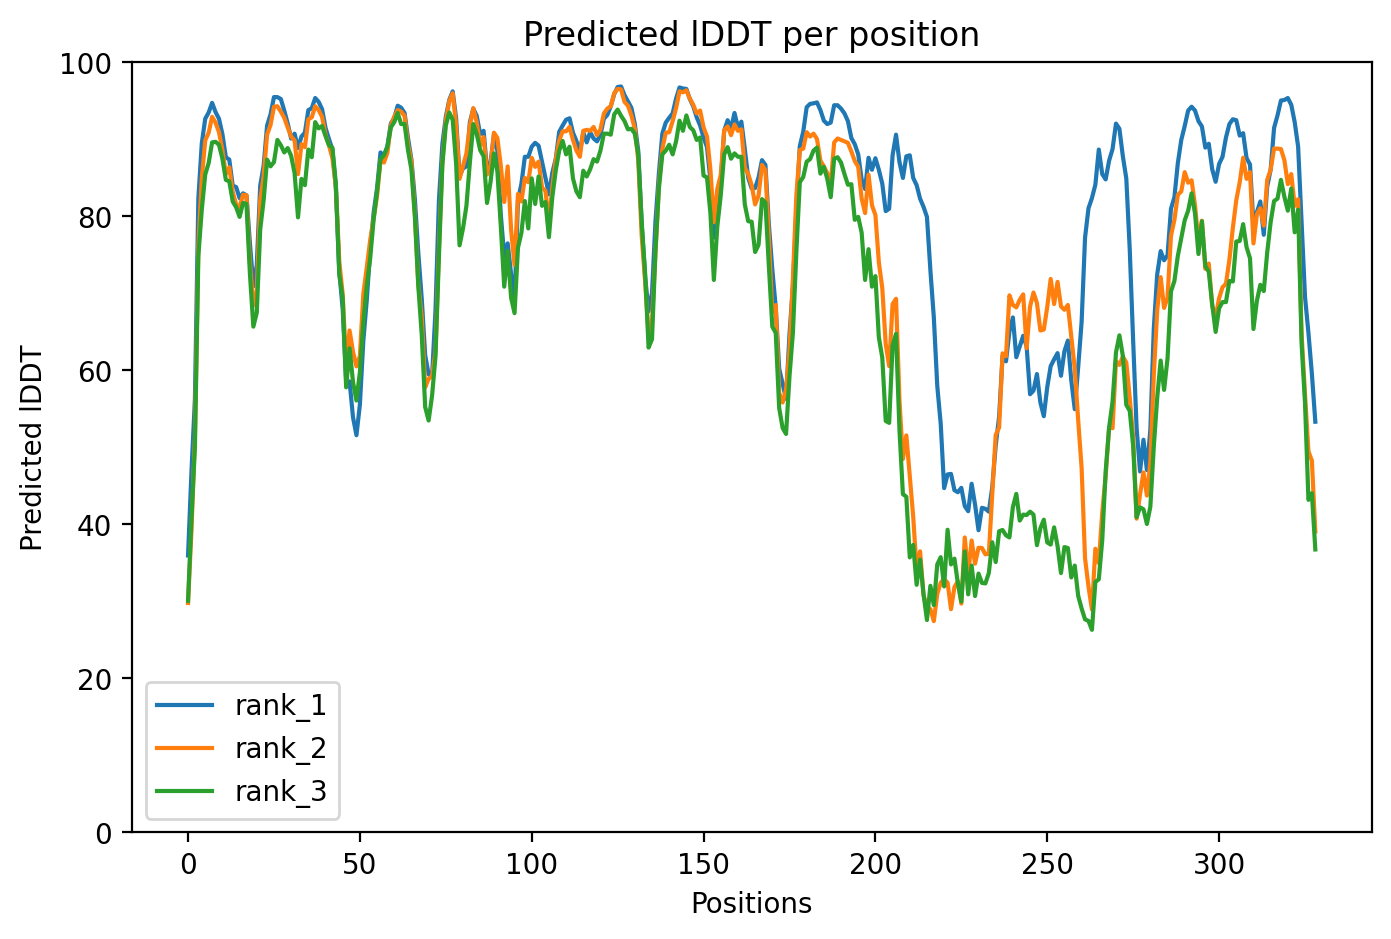 Predicted lDDT per position
100
80
60
40
20
0
Predicted lDDT
rank_1
rank_2
rank_3
0 50 100 150 200 250 300
Positions